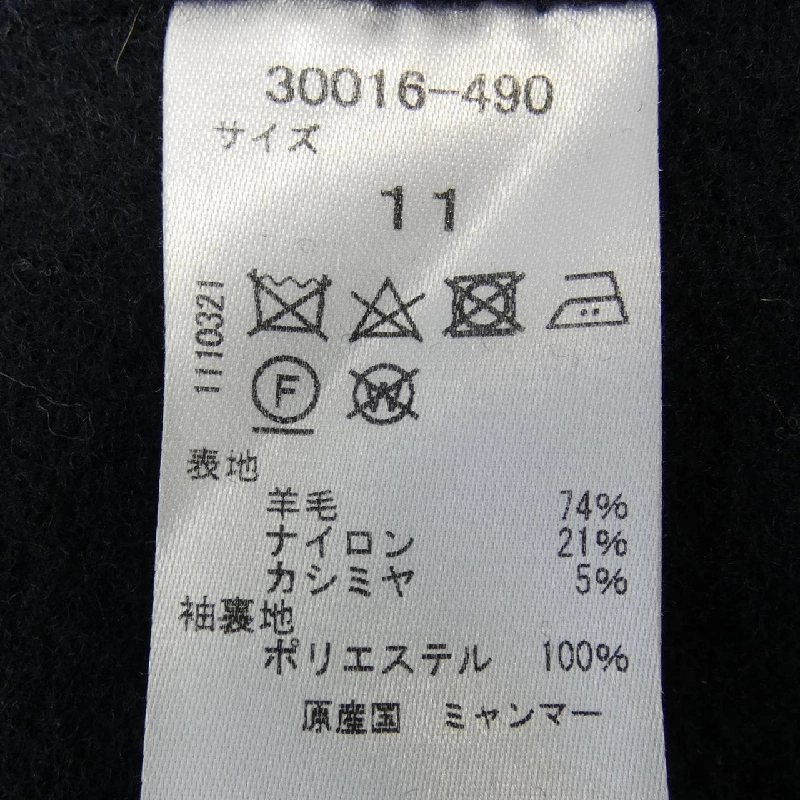 30016-490
サイズ
11
1110321
F
W
表地
羊毛 74%
ナイロン 21%
カシミヤ 5%
袖裏地
ポリエステル 100%
原産国 ミャンマー